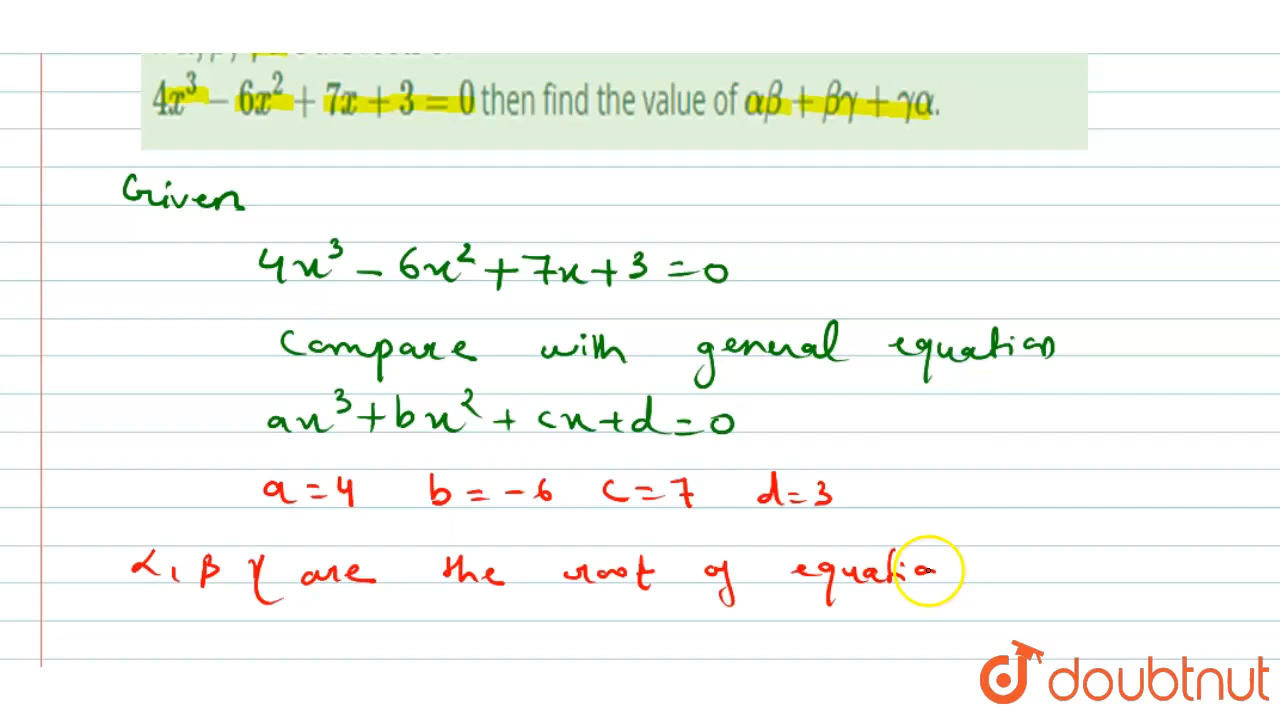 4x³ − 6x² + 7x + 3 = 0 then find the value of αβ + βγ + γα.
Given
4x³ − 6x² + 7x + 3 = 0
Compare with general equation
ax³ + bx² + cx + d = 0
a = 4 b = −6 c = 7 d = 3
α, β γ are the root of equatio
doubtnut